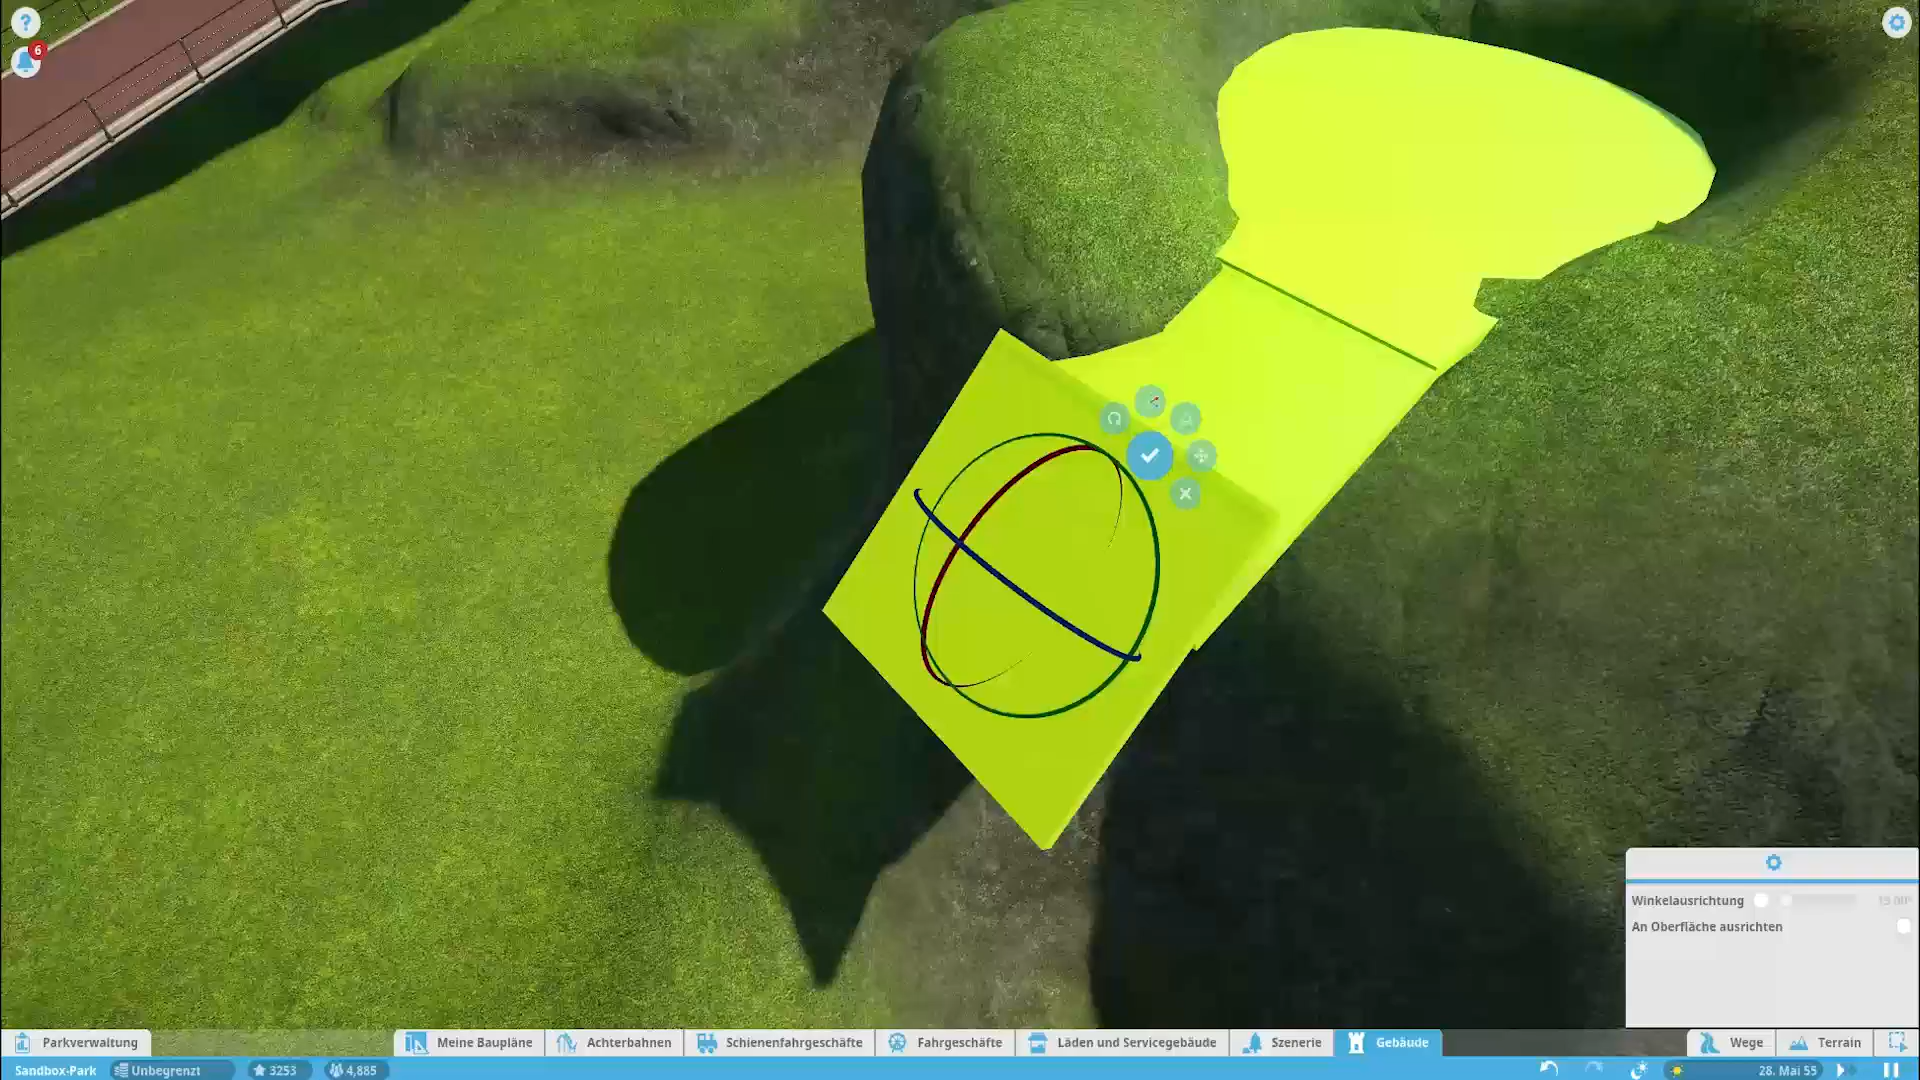 ?
6
Winkelausrichtung
An Oberfläche ausrichten
Parkverwaltung
Meine Baupläne
Achterbahnen
Schienenfahrgeschäfte
Fahrgeschäfte
Läden und Servicegebäude
Szenerie
Gebäude
Wege
Terrain
Sandbox-Park
Unbegrenzt
3253
4,885
28. Mai 55